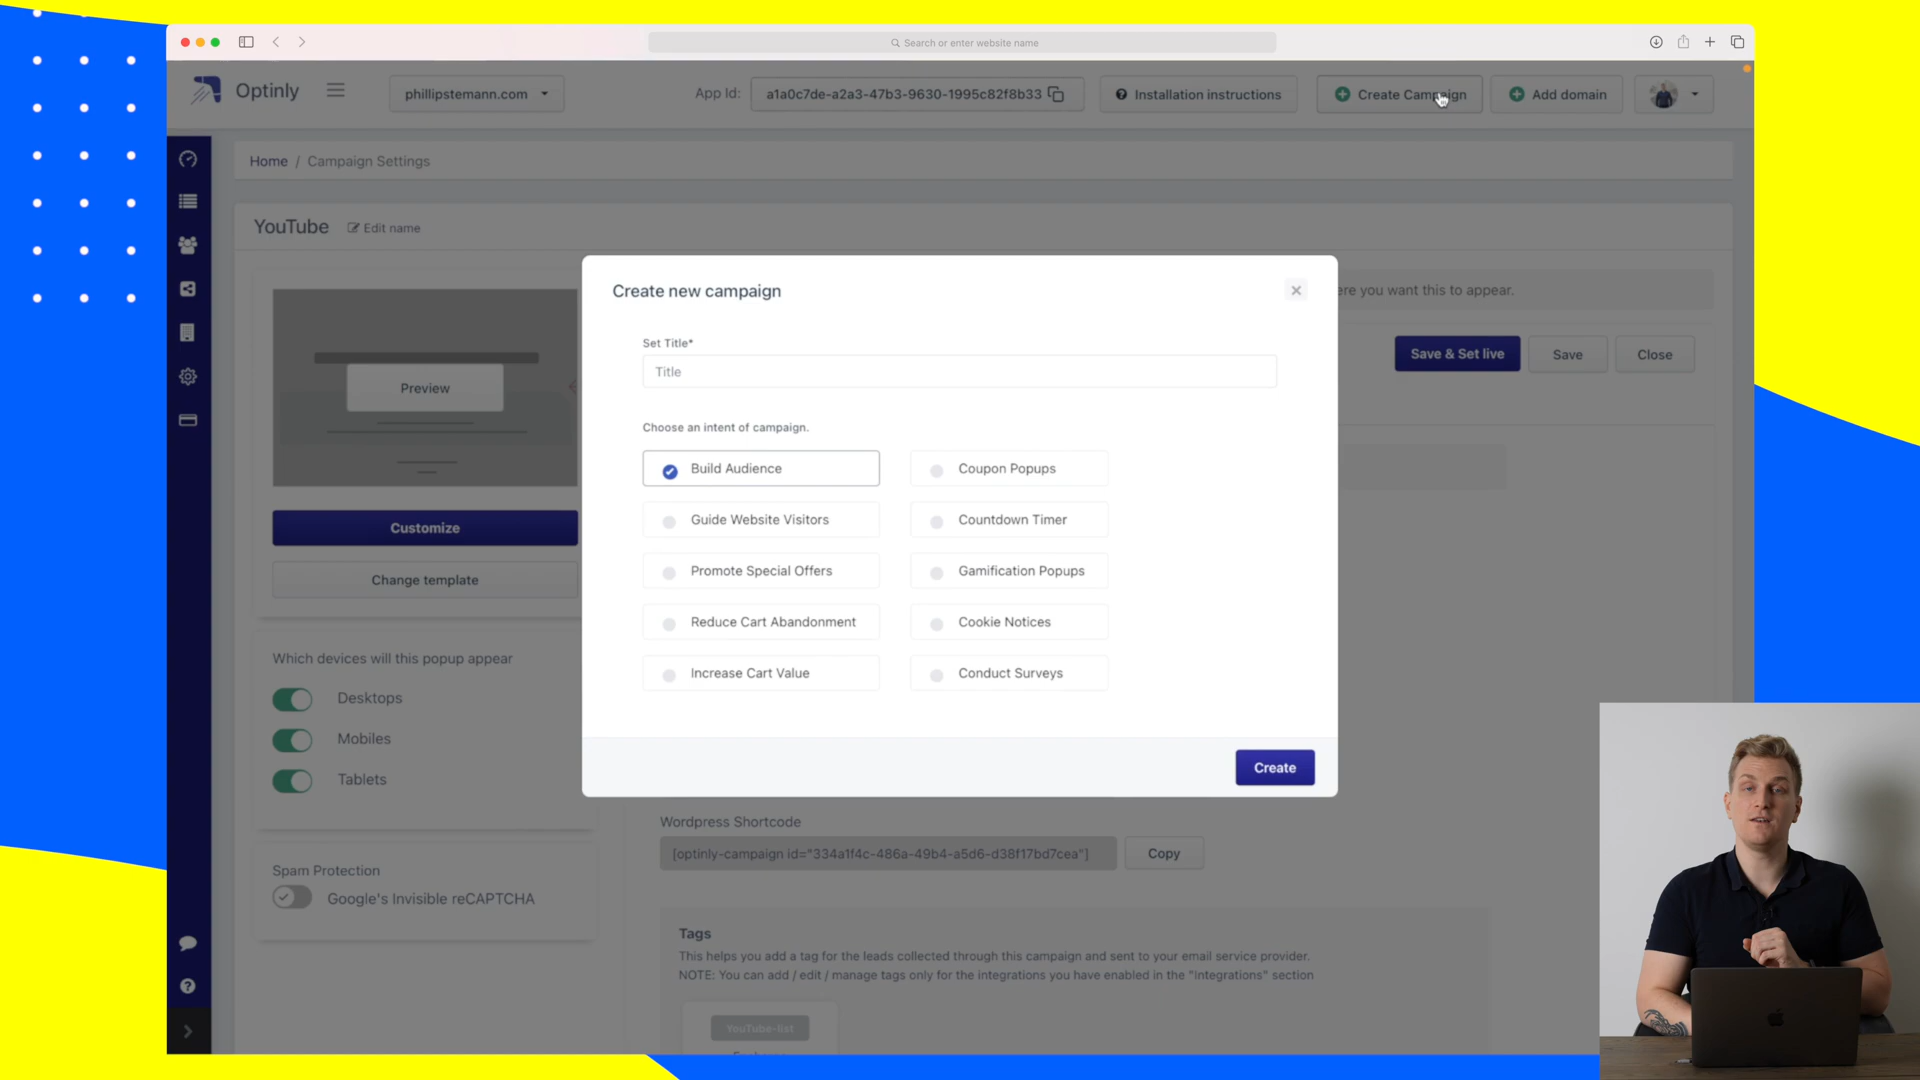 Search or enter website name
Optinly
phillipstemann.com
App Id:
a1a0c7de-a2a3-47b3-9630-1995c82f8b33
Installation instructions
Create Campaign
Add domain
Home / Campaign Settings
YouTube
Edit name
Create new campaign
ere you want this to appear.
Set Title*
Title
Save & Set live
Save
Close
Preview
Choose an intent of campaign.
Build Audience
Coupon Popups
Guide Website Visitors
Countdown Timer
Promote Special Offers
Gamification Popups
Reduce Cart Abandonment
Cookie Notices
Increase Cart Value
Conduct Surveys
Create
Customize
Change template
Which devices will this popup appear
Desktops
Mobiles
Tablets
Spam Protection
Google's Invisible reCAPTCHA
Wordpress Shortcode
[optinly-campaign id="334a1f4c-486a-49b4-a5d6-d38f17bd7cea"]
Copy
Tags
This helps you add a tag for the leads collected through this campaign and sent to your email service provider.
NOTE: You can add / edit / manage tags only for the integrations you have enabled in the "Integrations" section
YouTube-list